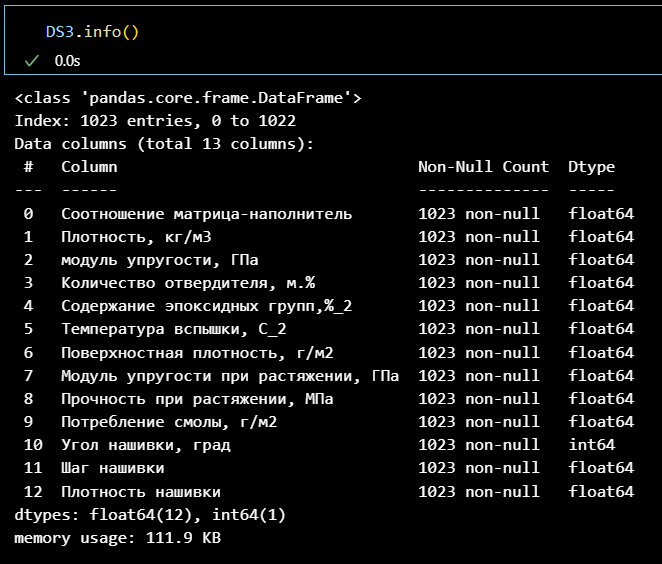 DS3.info()
✓ 0.0s
<class 'pandas.core.frame.DataFrame'>
Index: 1023 entries, 0 to 1022
Data columns (total 13 columns):
 #   Column                                Non-Null Count  Dtype
---  ------                                --------------  -----
 0   Соотношение матрица-наполнитель       1023 non-null   float64
 1   Плотность, кг/м3                      1023 non-null   float64
 2   модуль упругости, ГПа                 1023 non-null   float64
 3   Количество отвердителя, м.%           1023 non-null   float64
 4   Содержание эпоксидных групп,%_2       1023 non-null   float64
 5   Температура вспышки, С_2              1023 non-null   float64
 6   Поверхностная плотность, г/м2         1023 non-null   float64
 7   Модуль упругости при растяжении, ГПа  1023 non-null   float64
 8   Прочность при растяжении, МПа         1023 non-null   float64
 9   Потребление смолы, г/м2               1023 non-null   float64
 10  Угол нашивки, град                    1023 non-null   int64
 11  Шаг нашивки                           1023 non-null   float64
 12  Плотность нашивки                     1023 non-null   float64
dtypes: float64(12), int64(1)
memory usage: 111.9 KB